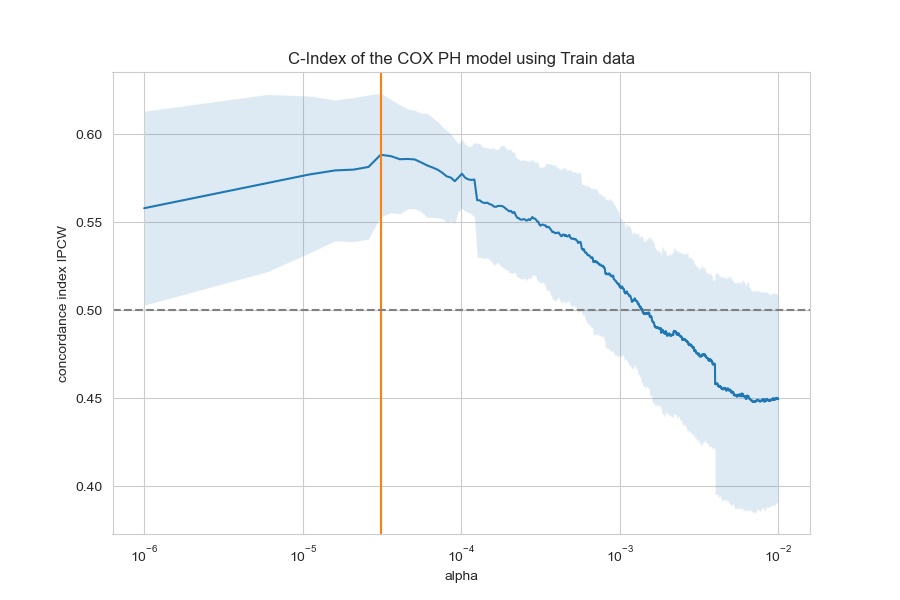 C-Index of the COX PH model using Train data
concordance index IPCW
0.60
0.55
0.50
0.45
0.40
10⁻⁶ 10⁻⁵ 10⁻⁴ 10⁻³ 10⁻²
alpha